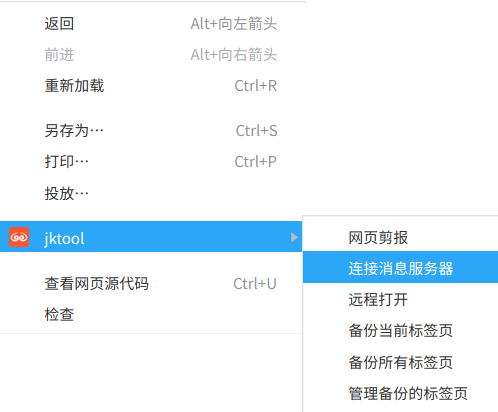 返回 Alt+向左箭头
前进 Alt+向右箭头
重新加载 Ctrl+R
另存为… Ctrl+S
打印… Ctrl+P
投放…
jktool
网页剪报
连接消息服务器
查看网页源代码 Ctrl+U
远程打开
检查
备份当前标签页
备份所有标签页
管理备份的标签页